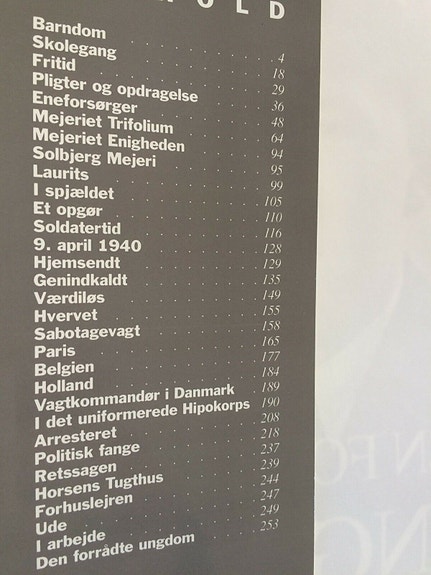 OLD
Barndom 4
Skolegang 18
Fritid 29
Pligter og opdragelse 36
Eneforsørger 48
Mejeriet Trifolium 64
Mejeriet Enigheden 94
Solbjerg Mejeri 95
Laurits 99
I spjældet 105
Et opgør 110
Soldatertid 116
9. april 1940 128
Hjemsendt 129
Genindkaldt 135
Værdiløs 149
Hvervet 155
Sabotagevagt 158
Paris 165
Belgien 177
Holland 184
Vagtkommandør i Danmark 189
I det uniformerede Hipokorps 190
Arresteret 208
Politisk fange 218
Retssagen 237
Horsens Tugthus 239
Forhuslejren 244
Ude 247
I arbejde 249
Den forrådte ungdom 253